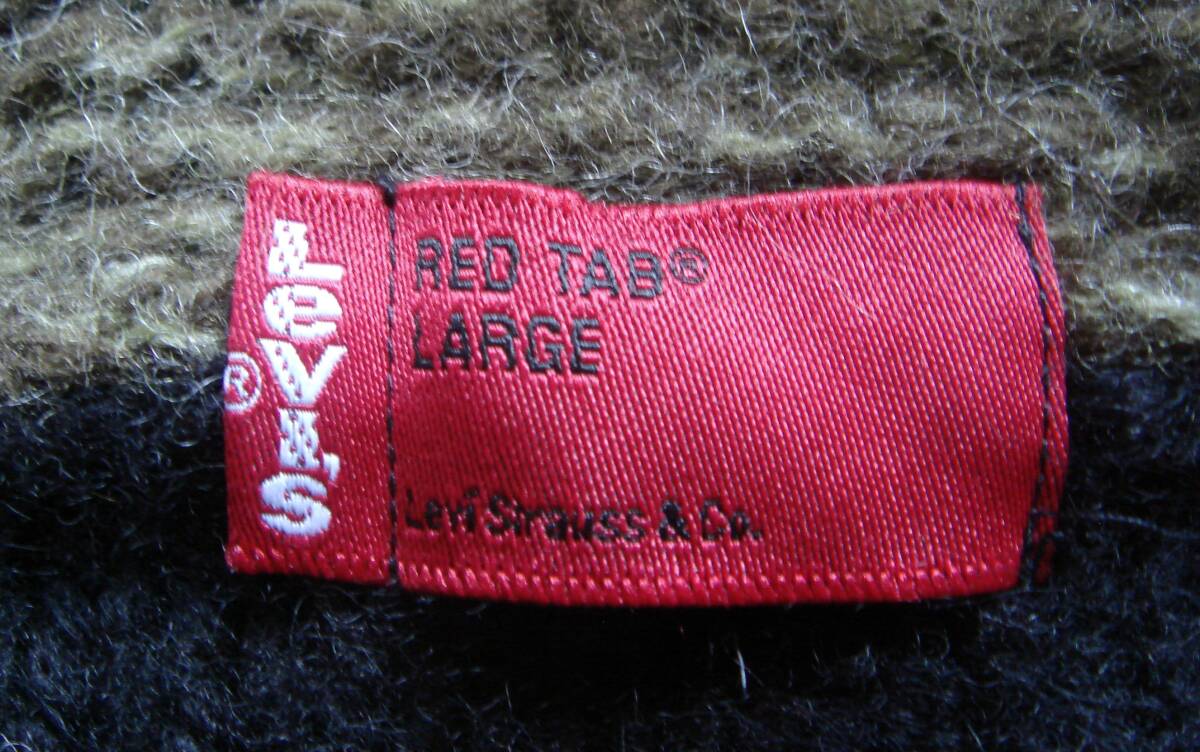 LEVI'S
®
RED TAB®
LARGE
Levi Strauss & Co.